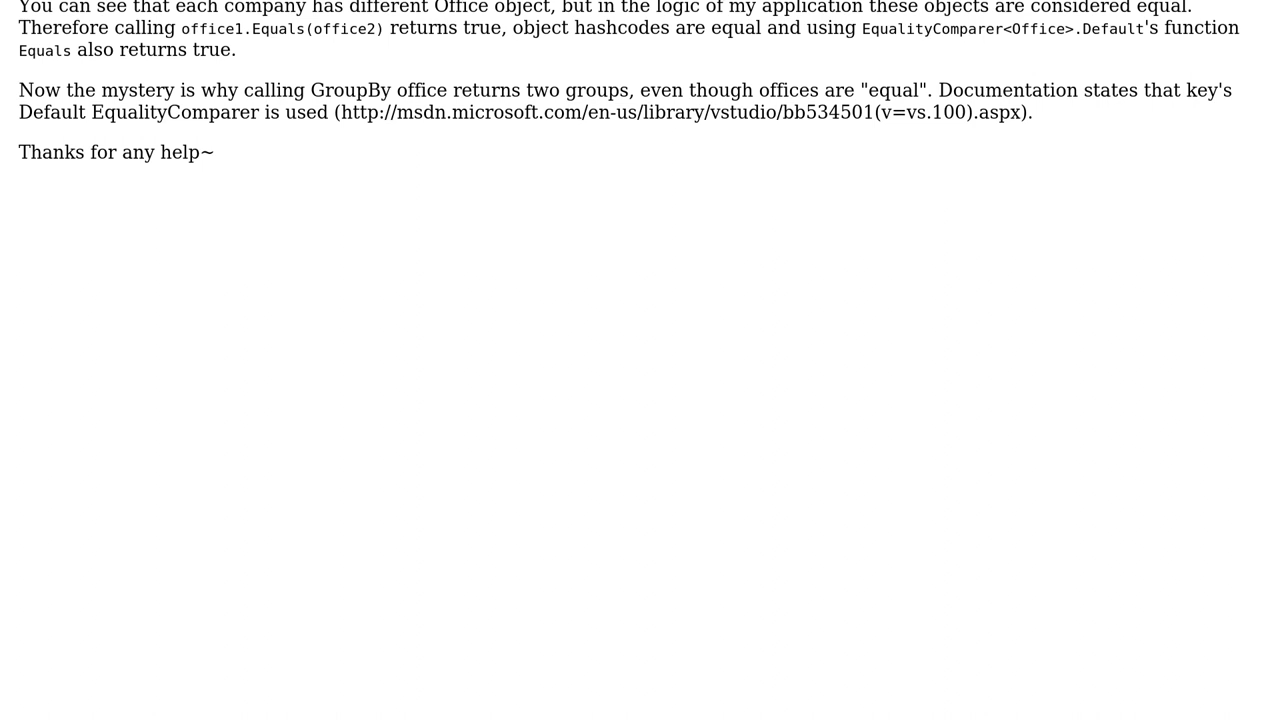 You can see that each company has different Office object, but in the logic of my application these objects are considered equal.
Therefore calling office1.Equals(office2) returns true, object hashcodes are equal and using EqualityComparer<Office>.Default's function
Equals also returns true.
Now the mystery is why calling GroupBy office returns two groups, even though offices are "equal". Documentation states that key's
Default EqualityComparer is used (http://msdn.microsoft.com/en-us/library/vstudio/bb534501(v=vs.100).aspx).
Thanks for any help~